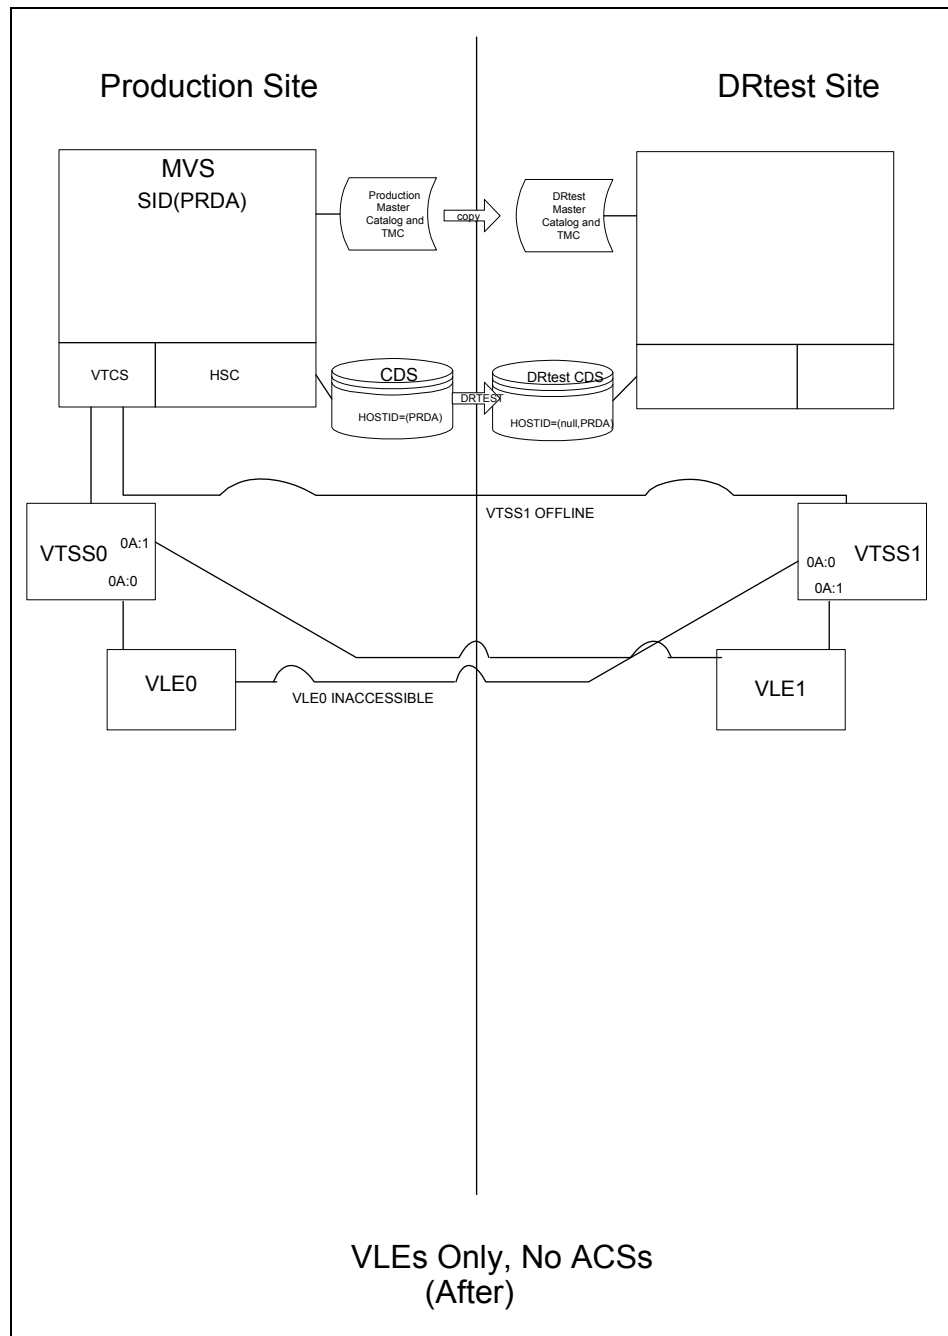 Production Site
DRtest Site
MVS
SID(PRDA)
Production
Master
Catalog and
TMC
copy
DRtest
Master
Catalog and
TMC
VTCS
HSC
CDS
HOSTID=(PRDA)
DRTEST
DRtest CDS
HOSTID=(null,PRDA)
VTSS1 OFFLINE
VTSS0
0A:1
0A:0
0A:0
VTSS1
0A:1
VLE0
VLE0 INACCESSIBLE
VLE1
VLEs Only, No ACSs
(After)